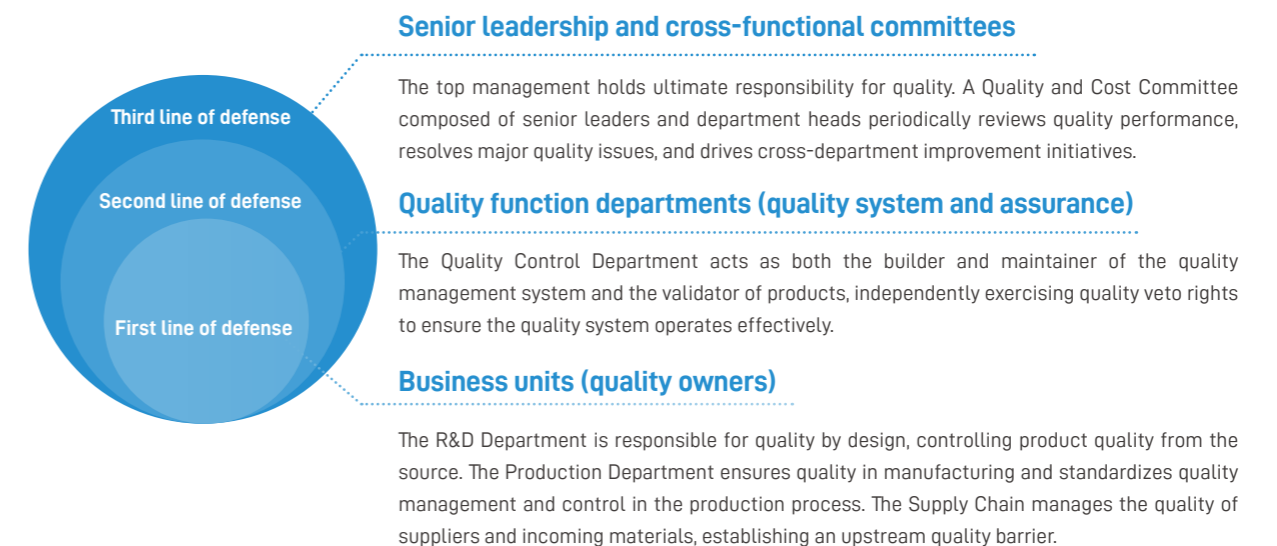 Senior leadership and cross-functional committees
The top management holds ultimate responsibility for quality. A Quality and Cost Committee
composed of senior leaders and department heads periodically reviews quality performance,
resolves major quality issues, and drives cross-department improvement initiatives.
Third line of defense
Second line of defense
First line of defense
Quality function departments (quality system and assurance)
The Quality Control Department acts as both the builder and maintainer of the quality
management system and the validator of products, independently exercising quality veto rights
to ensure the quality system operates effectively.
Business units (quality owners)
The R&D Department is responsible for quality by design, controlling product quality from the
source. The Production Department ensures quality in manufacturing and standardizes quality
management and control in the production process. The Supply Chain manages the quality of
suppliers and incoming materials, establishing an upstream quality barrier.